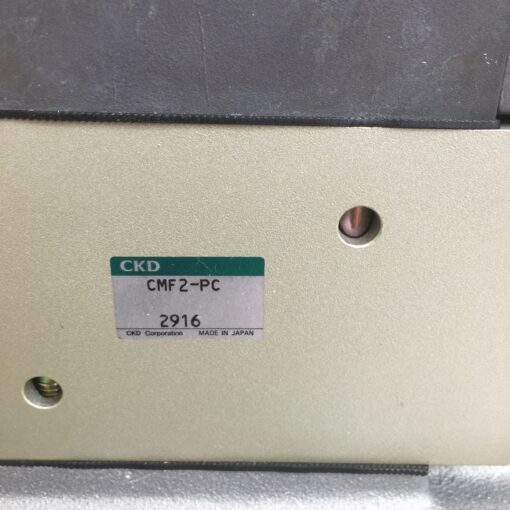 CKD
CMF2-PC
2916
CKD Corporation MADE IN JAPAN